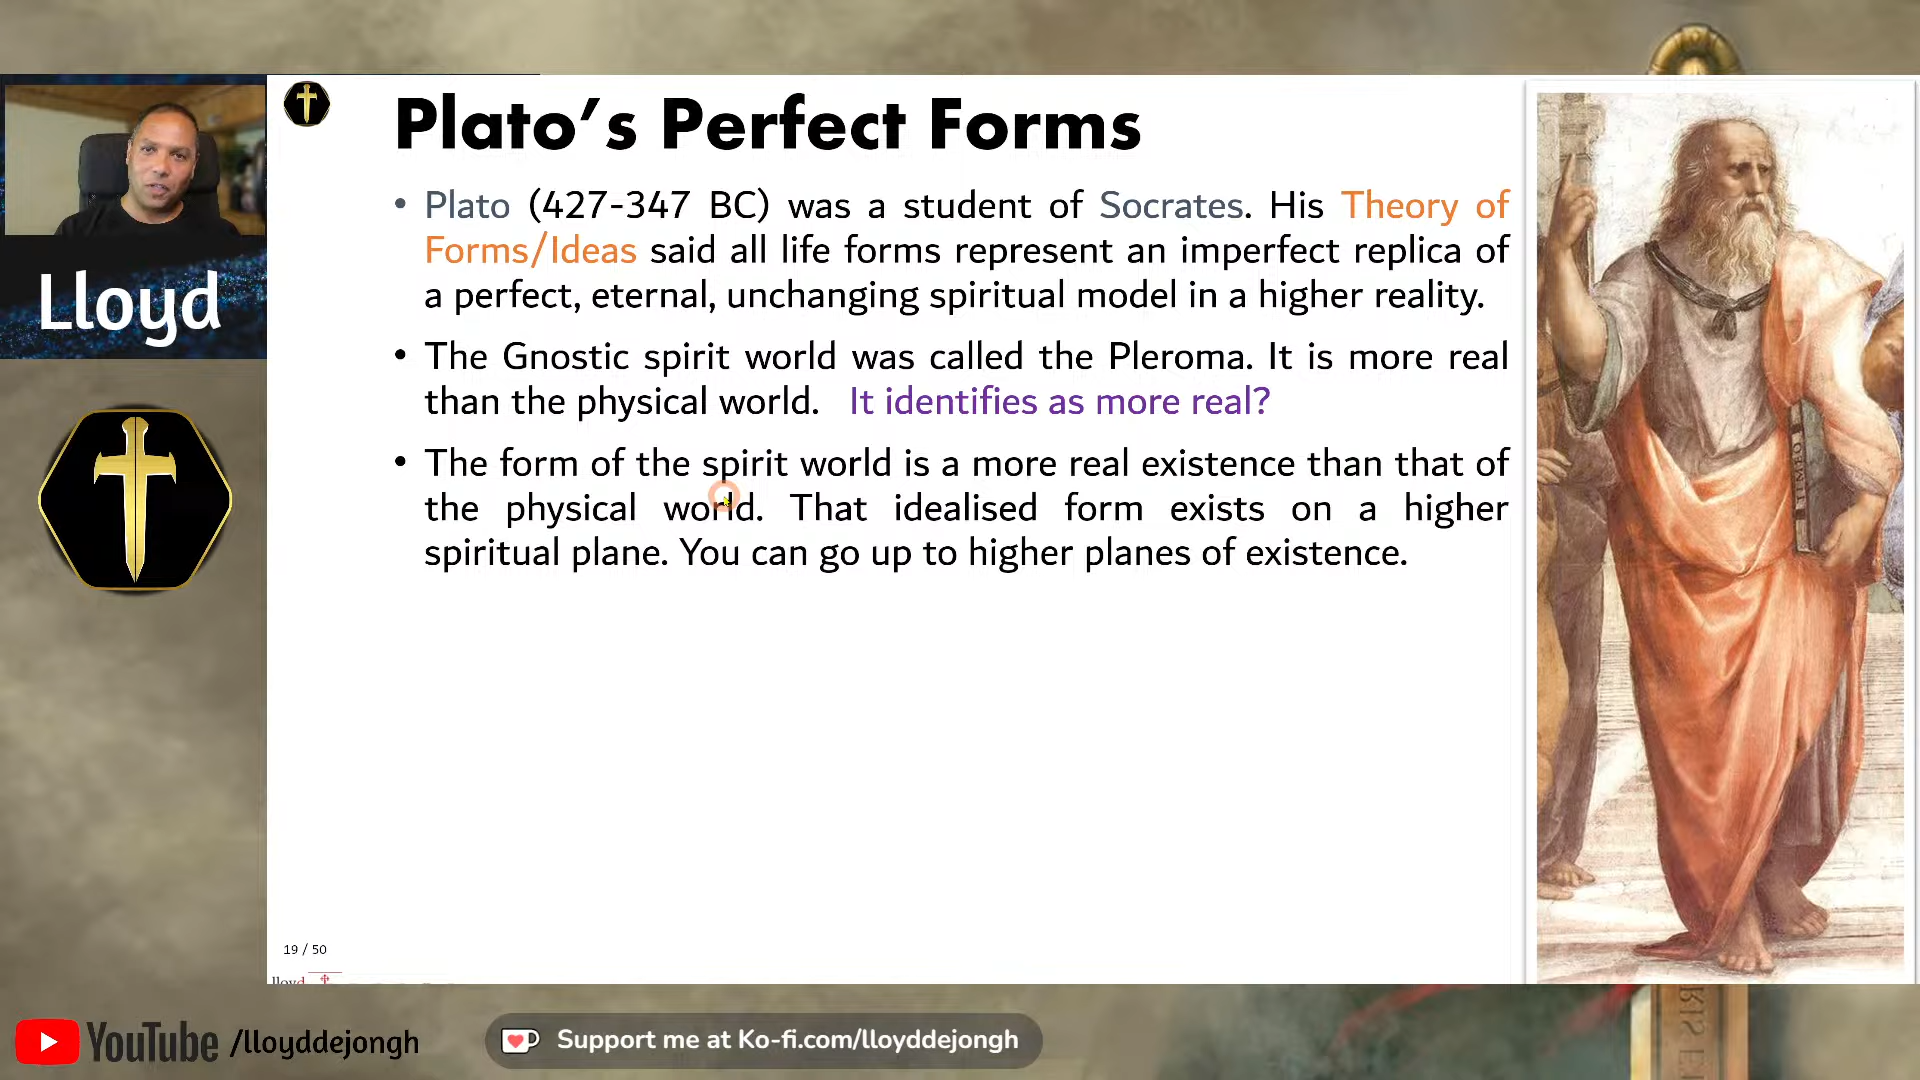 Plato’s Perfect Forms
• Plato (427-347 BC) was a student of Socrates. His Theory of
Forms/Ideas said all life forms represent an imperfect replica of
a perfect, eternal, unchanging spiritual model in a higher reality.
• The Gnostic spirit world was called the Pleroma. It is more real
than the physical world. It identifies as more real?
• The form of the spirit world is a more real existence than that of
the physical world. That idealised form exists on a higher
spiritual plane. You can go up to higher planes of existence.
Lloyd
TIMEO
19 / 50
lloyd
YouTube /lloyddejongh
Support me at Ko-fi.com/lloyddejongh